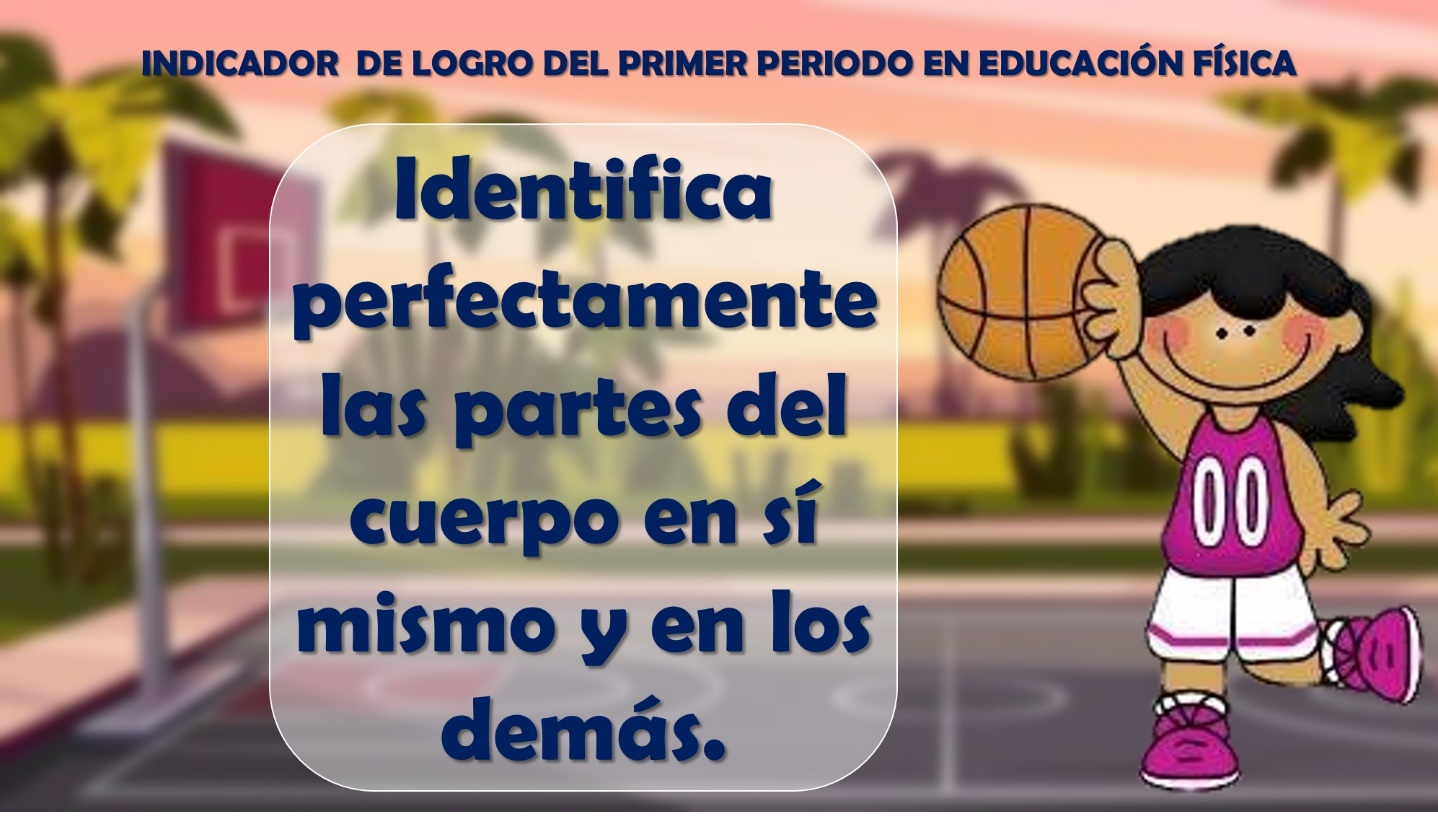 INDICADOR DE LOGRO DEL PRIMER PERIODO EN EDUCACIÓN FÍSICA
Identifica
perfectamente
las partes del
cuerpo en sí
mismo y en los
demás.
00